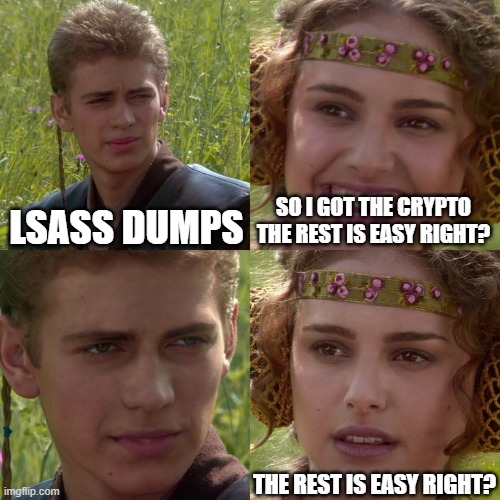 LSASS DUMPS
SO I GOT THE CRYPTO
THE REST IS EASY RIGHT?
THE REST IS EASY RIGHT?
imgflip.com